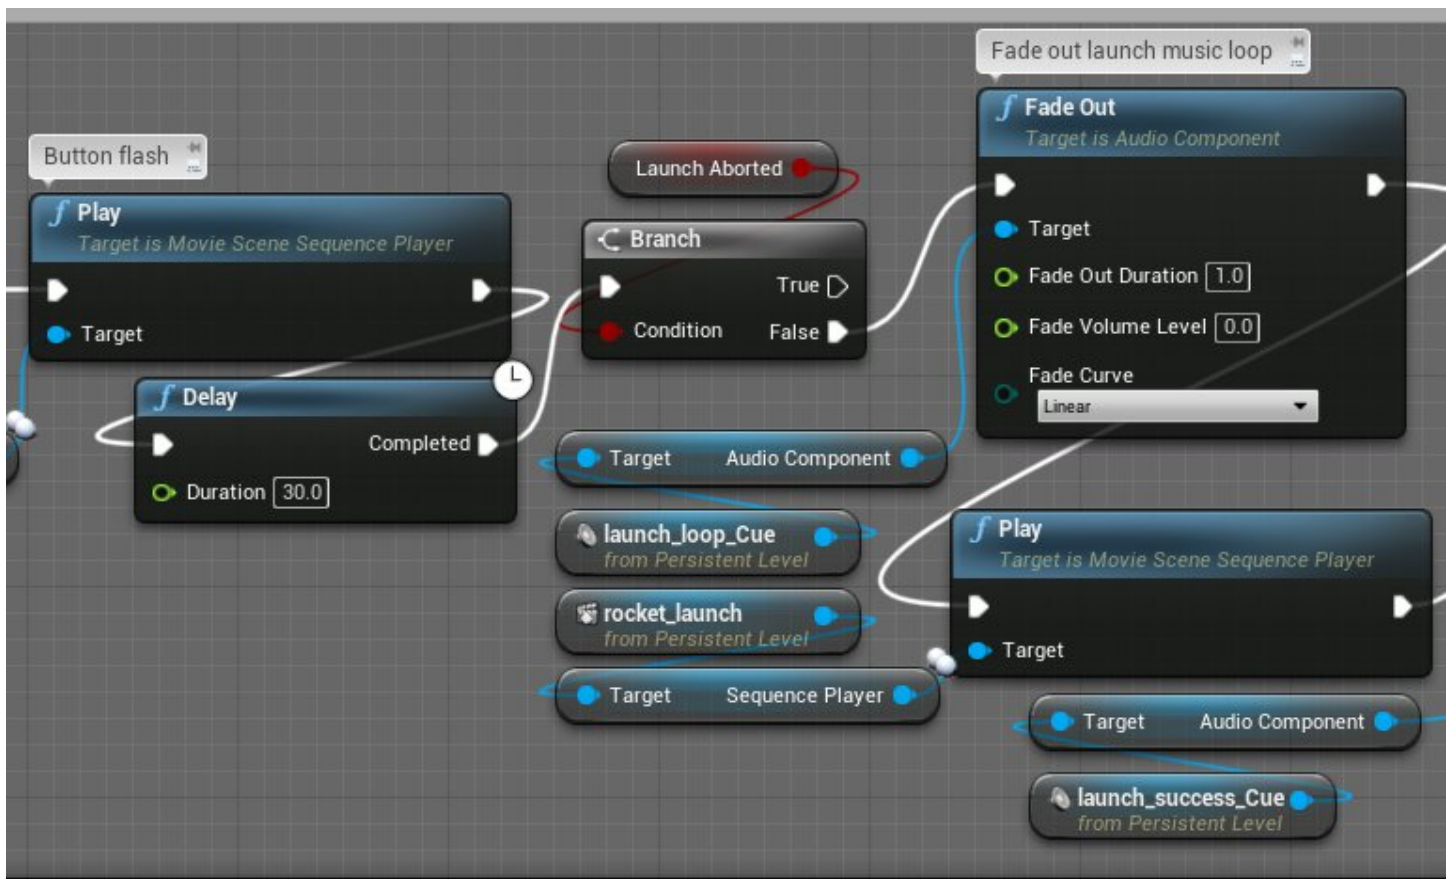 Fade out launch music loop
Fade Out
Target is Audio Component
Target
Fade Out Duration 1.0
Fade Volume Level 0.0
Fade Curve
Linear
Button flash
Play
Target is Movie Scene Sequence Player
Target
Delay
Completed
Duration 30.0
Launch Aborted
Branch
True
Condition False
Target Audio Component
launch_loop_Cue
from Persistent Level
rocket_launch
from Persistent Level
Target Sequence Player
Play
Target is Movie Scene Sequence Player
Target
Target Audio Component
launch_success_Cue
from Persistent Level